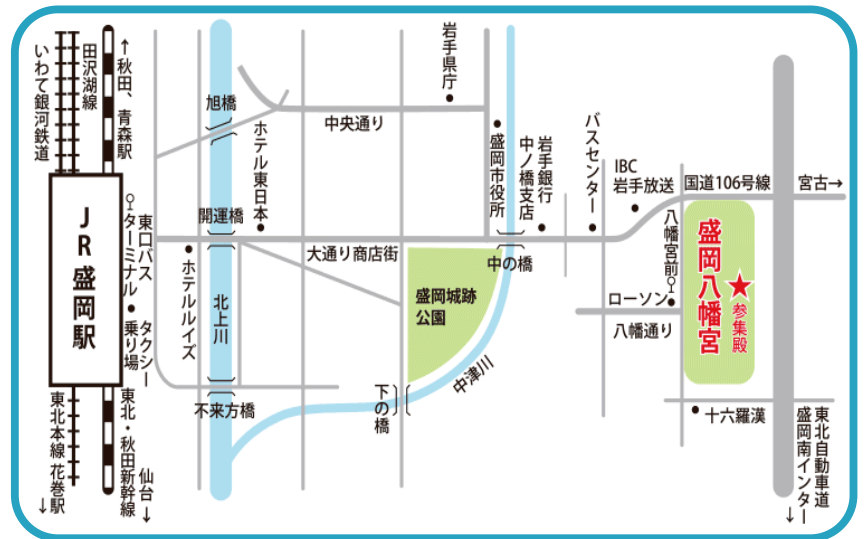 いわて銀河鉄道
田沢湖線
↑秋田、青森駅
JR盛岡駅
東口バス
ターミナル
タクシー
乗り場
東北本線 花巻駅↓
東北・秋田新幹線
仙台↓
旭橋
開運橋
北上川
不来方橋
ホテルルイズ
ホテル東日本
中央通り
大通り商店街
岩手県庁
盛岡市役所
岩手銀行
中ノ橋支店
中の橋
盛岡城跡
公園
中津川
下の橋
バスセンター
IBC
岩手放送
国道106号線
宮古→
八幡宮前
ローソン
八幡通り
盛岡八幡宮
★
参集殿
十六羅漢
東北自動車道
盛岡南インター↓